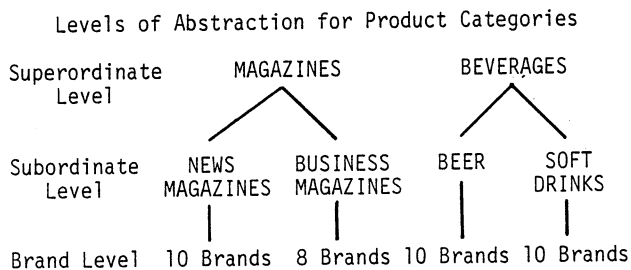 Levels of Abstraction for Product Categories
Superordinate Level MAGAZINES BEVERAGES
Subordinate Level NEWS MAGAZINES BUSINESS MAGAZINES BEER SOFT DRINKS
Brand Level 10 Brands 8 Brands 10 Brands 10 Brands